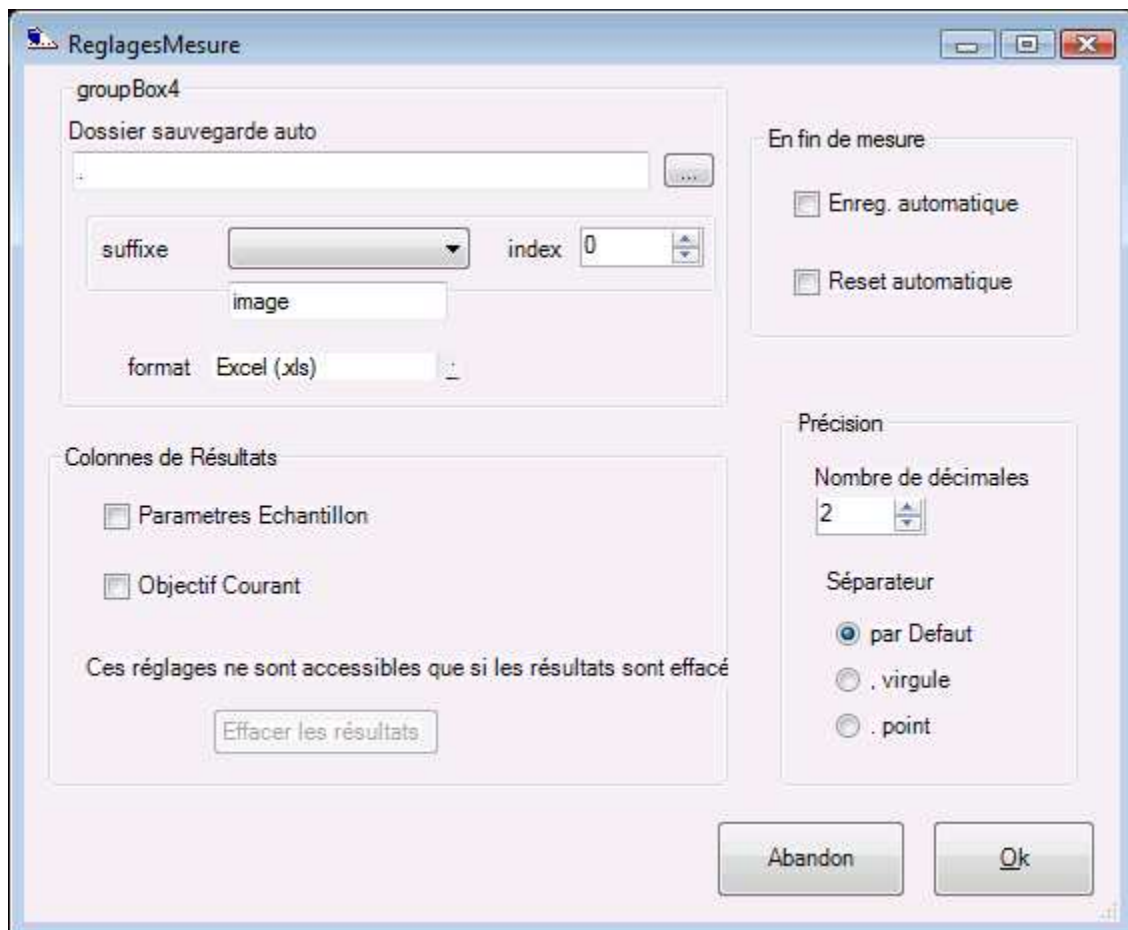 ReglagesMesure
groupBox4
Dossier sauvegarde auto
.
...
suffixe
index 0
image
format Excel (.xls)
En fin de mesure
Enreg. automatique
Reset automatique
Colonnes de Résultats
Parametres Echantillon
Objectif Courant
Ces réglages ne sont accessibles que si les résultats sont effacé
Effacer les résultats
Précision
Nombre de décimales
2
Séparateur
par Defaut
, virgule
. point
Abandon
Ok